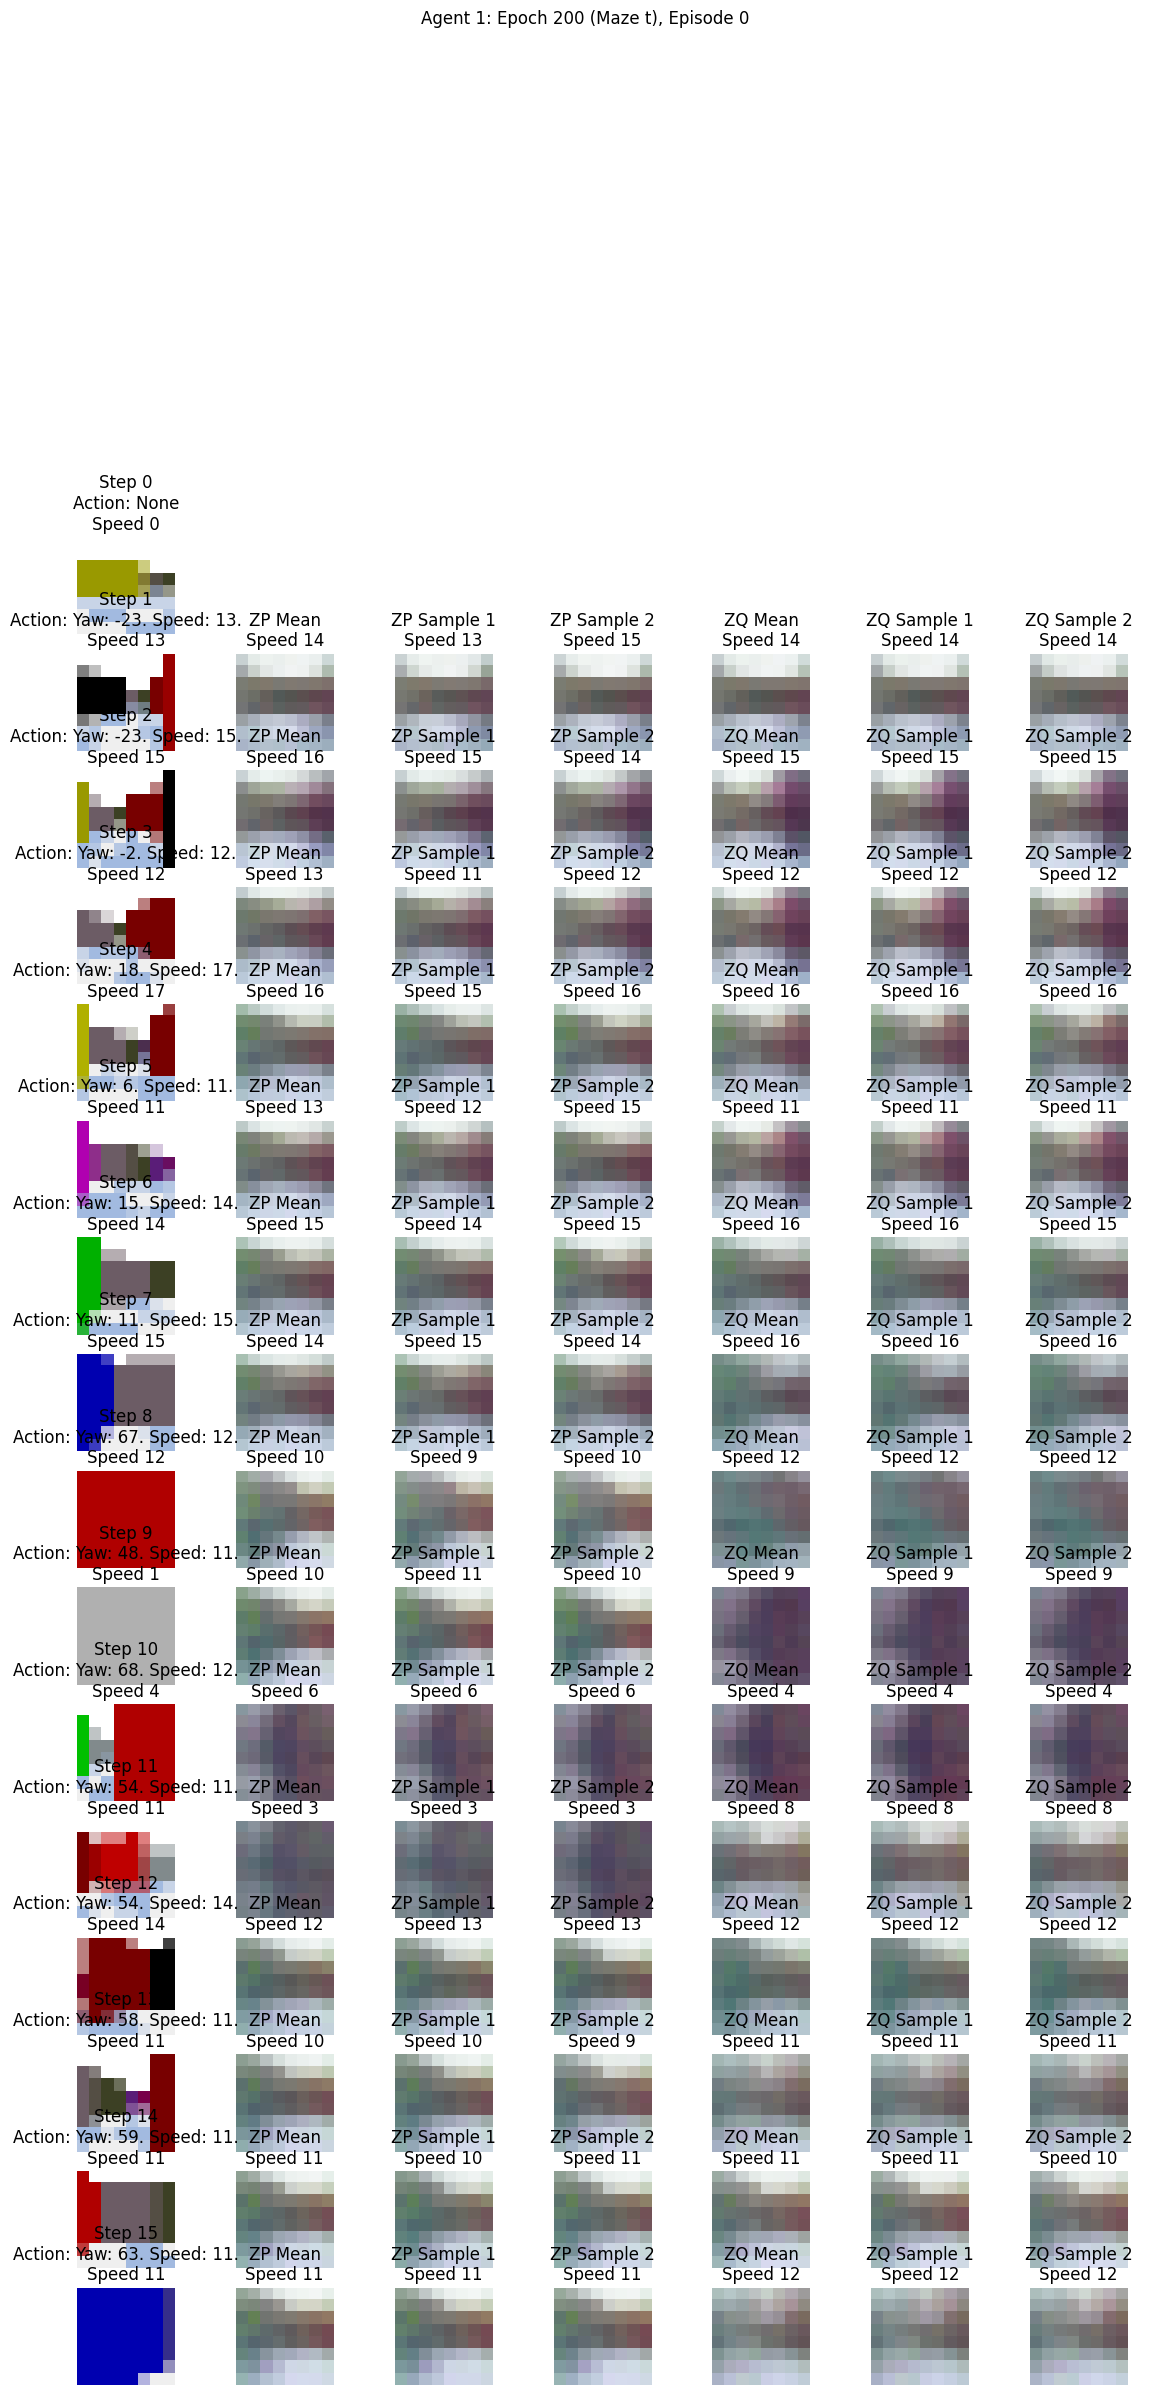 Agent 1: Epoch 200 (Maze t), Episode 0
Step 0
Action: None
Speed 0
Step 1
Action: Yaw: -23. Speed: 13. ZP Mean ZP Sample 1 ZP Sample 2 ZQ Mean ZQ Sample 1 ZQ Sample 2
Speed 13 Speed 14 Speed 13 Speed 15 Speed 14 Speed 14 Speed 14
Step 2
Action: Yaw: -23. Speed: 15. ZP Mean ZP Sample 1 ZP Sample 2 ZQ Mean ZQ Sample 1 ZQ Sample 2
Speed 15 Speed 16 Speed 15 Speed 14 Speed 15 Speed 15 Speed 15
Step 3
Action: Yaw: -2. Speed: 12. ZP Mean ZP Sample 1 ZP Sample 2 ZQ Mean ZQ Sample 1 ZQ Sample 2
Speed 12 Speed 13 Speed 11 Speed 12 Speed 12 Speed 12 Speed 12
Step 4
Action: Yaw: 18. Speed: 17. ZP Mean ZP Sample 1 ZP Sample 2 ZQ Mean ZQ Sample 1 ZQ Sample 2
Speed 17 Speed 16 Speed 15 Speed 16 Speed 16 Speed 16 Speed 16
Step 5
Action: Yaw: 6. Speed: 11. ZP Mean ZP Sample 1 ZP Sample 2 ZQ Mean ZQ Sample 1 ZQ Sample 2
Speed 11 Speed 13 Speed 12 Speed 15 Speed 11 Speed 11 Speed 11
Step 6
Action: Yaw: 15. Speed: 14. ZP Mean ZP Sample 1 ZP Sample 2 ZQ Mean ZQ Sample 1 ZQ Sample 2
Speed 14 Speed 15 Speed 14 Speed 15 Speed 16 Speed 16 Speed 15
Step 7
Action: Yaw: 11. Speed: 15. ZP Mean ZP Sample 1 ZP Sample 2 ZQ Mean ZQ Sample 1 ZQ Sample 2
Speed 15 Speed 14 Speed 15 Speed 14 Speed 16 Speed 16 Speed 16
Step 8
Action: Yaw: 67. Speed: 12. ZP Mean ZP Sample 1 ZP Sample 2 ZQ Mean ZQ Sample 1 ZQ Sample 2
Speed 12 Speed 10 Speed 9 Speed 10 Speed 12 Speed 12 Speed 12
Step 9
Action: Yaw: 48. Speed: 11. ZP Mean ZP Sample 1 ZP Sample 2 ZQ Mean ZQ Sample 1 ZQ Sample 2
Speed 1 Speed 10 Speed 11 Speed 10 Speed 9 Speed 9 Speed 9
Step 10
Action: Yaw: 68. Speed: 12. ZP Mean ZP Sample 1 ZP Sample 2 ZQ Mean ZQ Sample 1 ZQ Sample 2
Speed 4 Speed 6 Speed 6 Speed 6 Speed 4 Speed 4 Speed 4
Step 11
Action: Yaw: 54. Speed: 11. ZP Mean ZP Sample 1 ZP Sample 2 ZQ Mean ZQ Sample 1 ZQ Sample 2
Speed 11 Speed 3 Speed 3 Speed 3 Speed 8 Speed 8 Speed 8
Step 12
Action: Yaw: 54. Speed: 14. ZP Mean ZP Sample 1 ZP Sample 2 ZQ Mean ZQ Sample 1 ZQ Sample 2
Speed 14 Speed 12 Speed 13 Speed 13 Speed 12 Speed 12 Speed 12
Step
Action: Yaw: 58. Speed: 11. ZP Mean ZP Sample 1 ZP Sample 2 ZQ Mean ZQ Sample 1 ZQ Sample 2
Speed 11 Speed 10 Speed 10 Speed 9 Speed 11 Speed 11 Speed 11
Step 14
Action: Yaw: 59. Speed: 11. ZP Mean ZP Sample 1 ZP Sample 2 ZQ Mean ZQ Sample 1 ZQ Sample 2
Speed 11 Speed 11 Speed 10 Speed 11 Speed 11 Speed 11 Speed 10
Step 15
Action: Yaw: 63. Speed: 11. ZP Mean ZP Sample 1 ZP Sample 2 ZQ Mean ZQ Sample 1 ZQ Sample 2
Speed 11 Speed 11 Speed 11 Speed 11 Speed 12 Speed 12 Speed 12